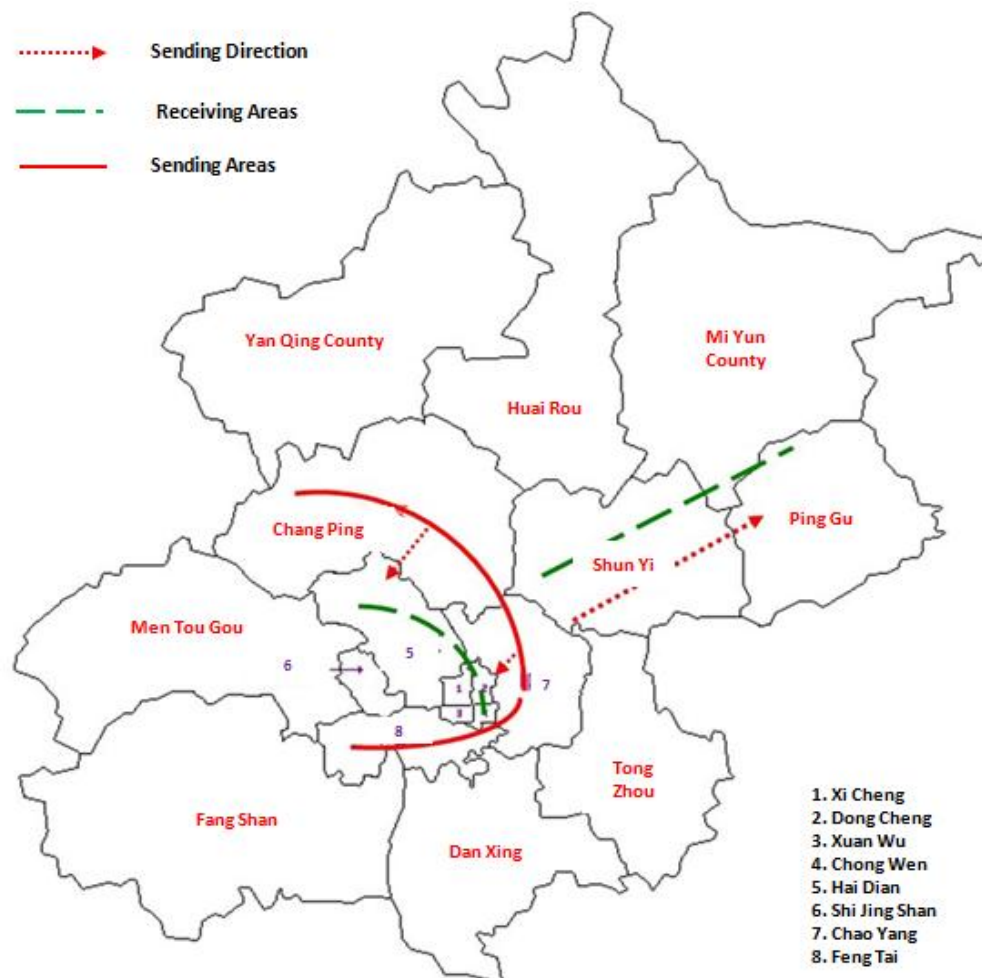 Sending Direction
Receiving Areas
Sending Areas
Yan Qing County
Mi Yun
County
Huai Rou
Chang Ping
Ping Gu
Shun Yi
Men Tou Gou
6
5
1
2
7
3
8
Tong
Zhou
Fang Shan
Dan Xing
1. Xi Cheng
2. Dong Cheng
3. Xuan Wu
4. Chong Wen
5. Hai Dian
6. Shi Jing Shan
7. Chao Yang
8. Feng Tai